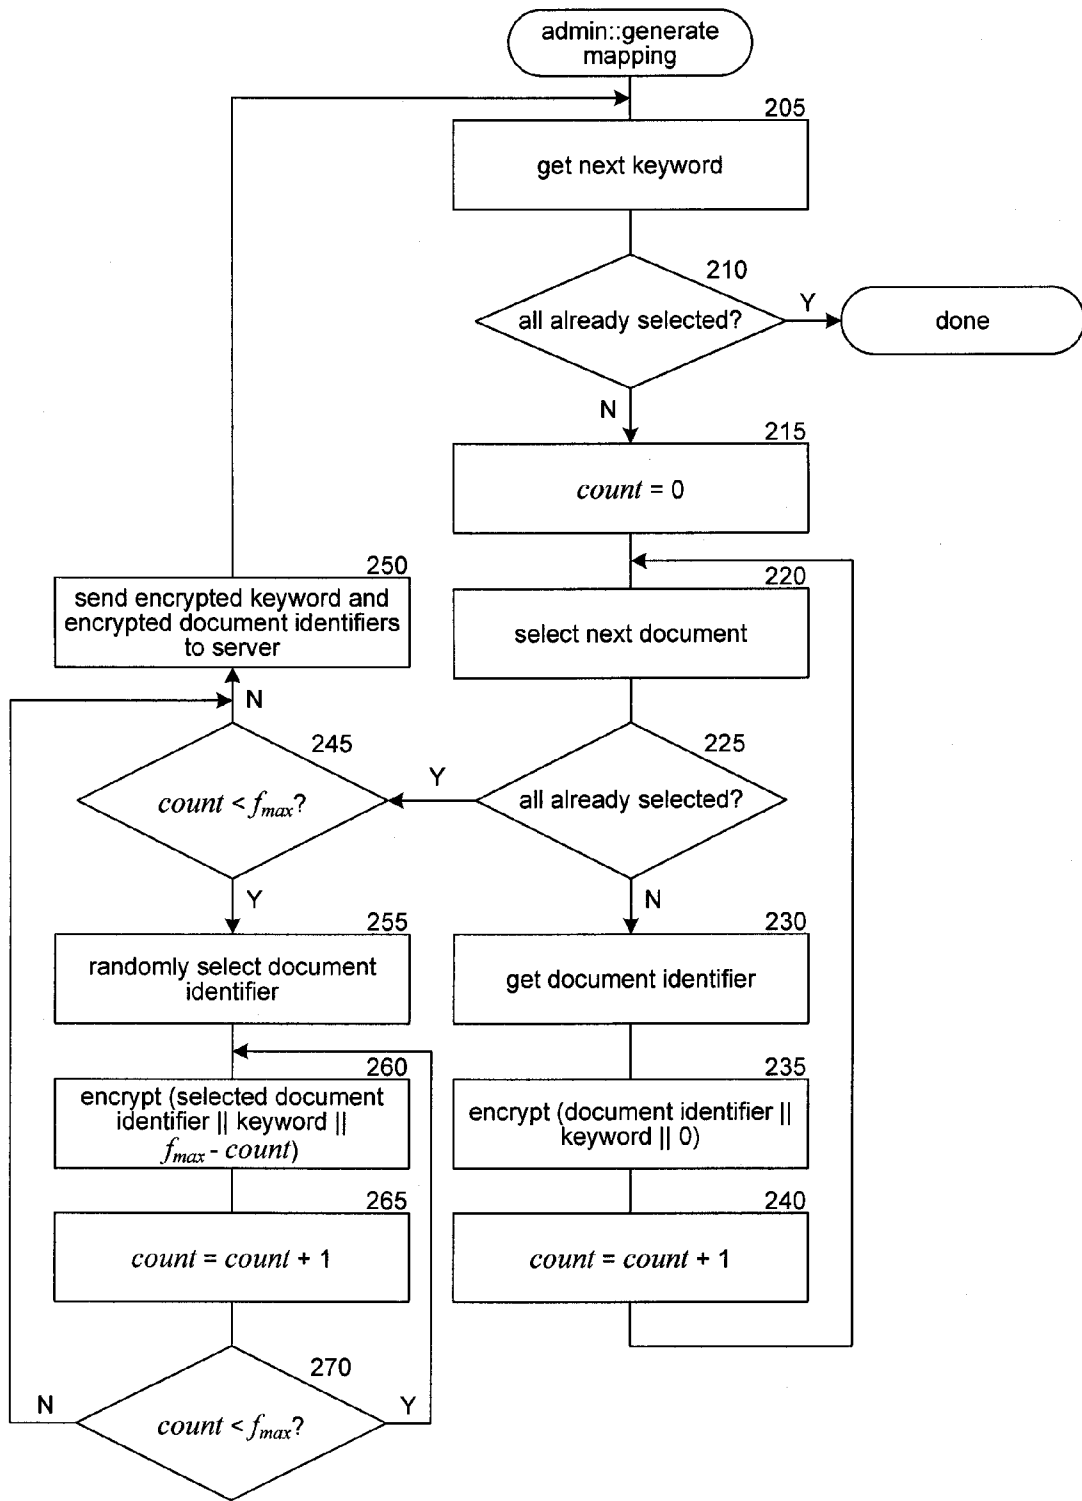 admin::generate
mapping
205
get next keyword
210
all already selected?
Y
done
N
215
count = 0
250
send encrypted keyword and
encrypted document identifiers
to server
220
select next document
N
245
count < fmax?
Y
225
all already selected?
Y
N
255
randomly select document
identifier
230
get document identifier
260
encrypt (selected document
identifier || keyword ||
fmax - count)
235
encrypt (document identifier ||
keyword || 0)
265
count = count + 1
240
count = count + 1
270
N
count < fmax?
Y